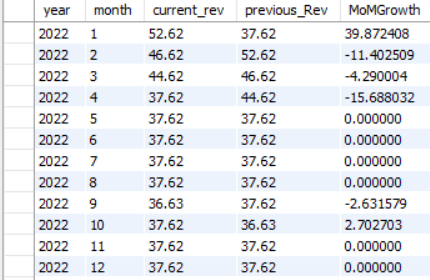 year month current_rev previous_Rev MoMGrowth
2022 1 52.62 37.62 39.872408
2022 2 46.62 52.62 -11.402509
2022 3 44.62 46.62 -4.290004
2022 4 37.62 44.62 -15.688032
2022 5 37.62 37.62 0.000000
2022 6 37.62 37.62 0.000000
2022 7 37.62 37.62 0.000000
2022 8 37.62 37.62 0.000000
2022 9 36.63 37.62 -2.631579
2022 10 37.62 36.63 2.702703
2022 11 37.62 37.62 0.000000
2022 12 37.62 37.62 0.000000